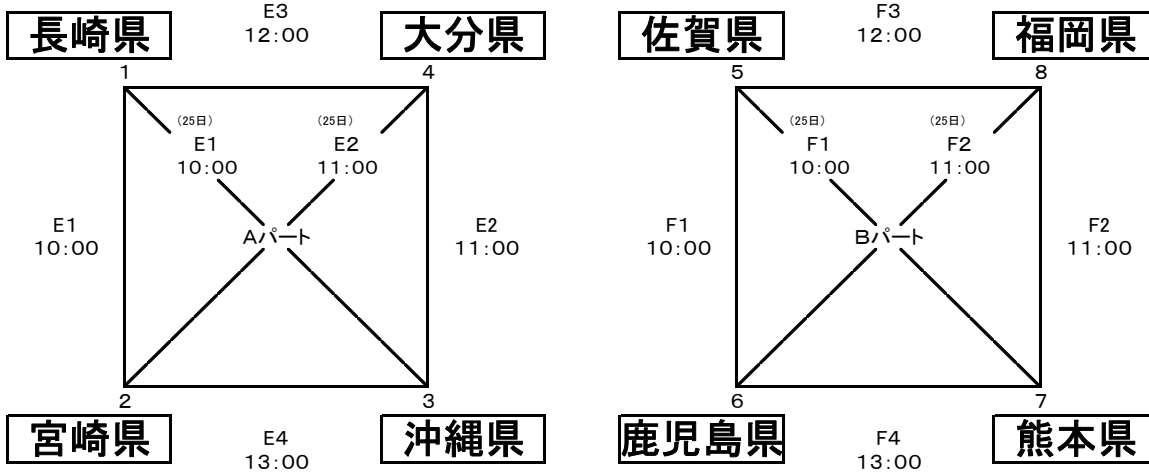 E3
12:00
長崎県
大分県
1
4
(25日)
E1
10:00
(25日)
E2
11:00
E1
10:00
Aパート
E2
11:00
2
3
宮崎県
沖縄県
E4
13:00
F3
12:00
佐賀県
福岡県
5
8
(25日)
F1
10:00
(25日)
F2
11:00
F1
10:00
Bパート
F2
11:00
6
7
鹿児島県
熊本県
F4
13:00